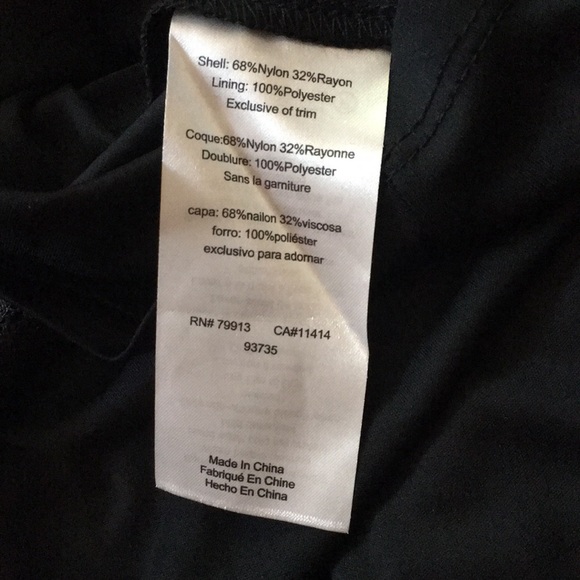 Shell: 68%Nylon 32%Rayon
Lining: 100%Polyester
Exclusive of trim
Coque:68%Nylon 32%Rayonne
Doublure: 100%Polyester
Sans la garniture
capa: 68%nailon 32%viscosa
forro: 100%poliéster
exclusivo para adornar
RN# 79913 CA#11414
93735
Made In China
Fabriqué En Chine
Hecho En China